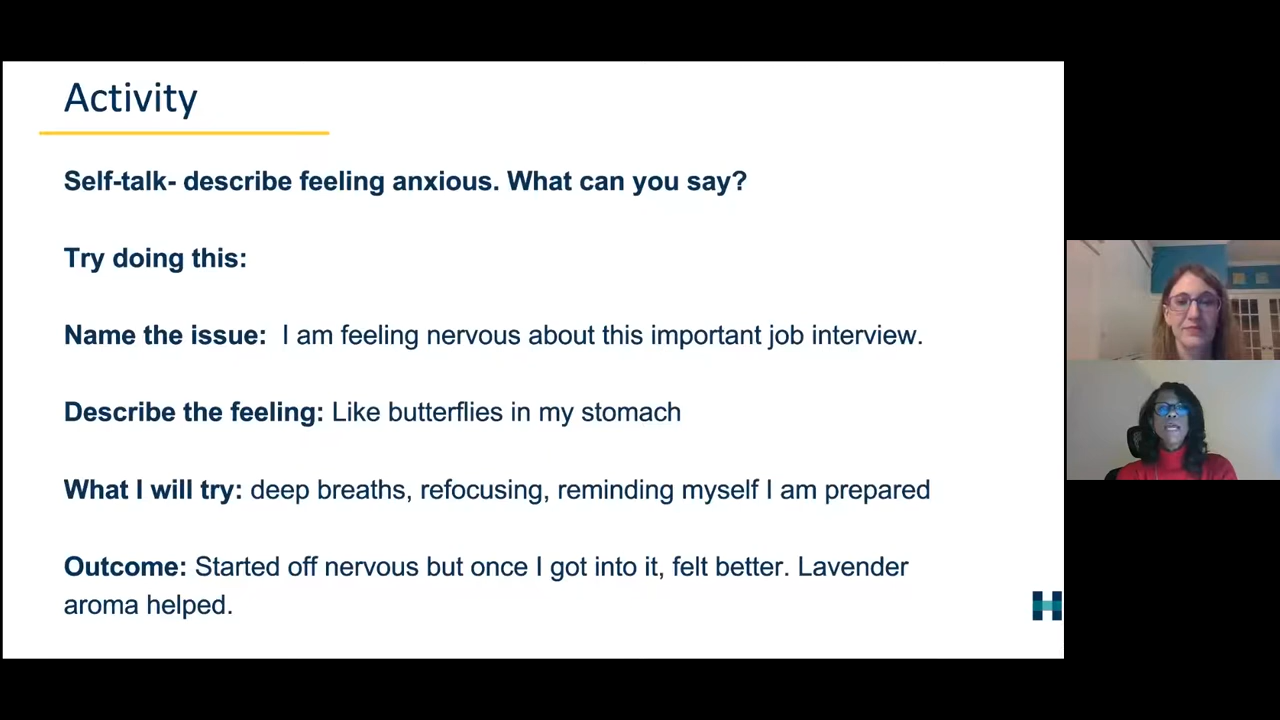 Activity
Self-talk- describe feeling anxious. What can you say?
Try doing this:
Name the issue:  I am feeling nervous about this important job interview.
Describe the feeling: Like butterflies in my stomach
What I will try: deep breaths, refocusing, reminding myself I am prepared
Outcome: Started off nervous but once I got into it, felt better. Lavender
aroma helped.
H